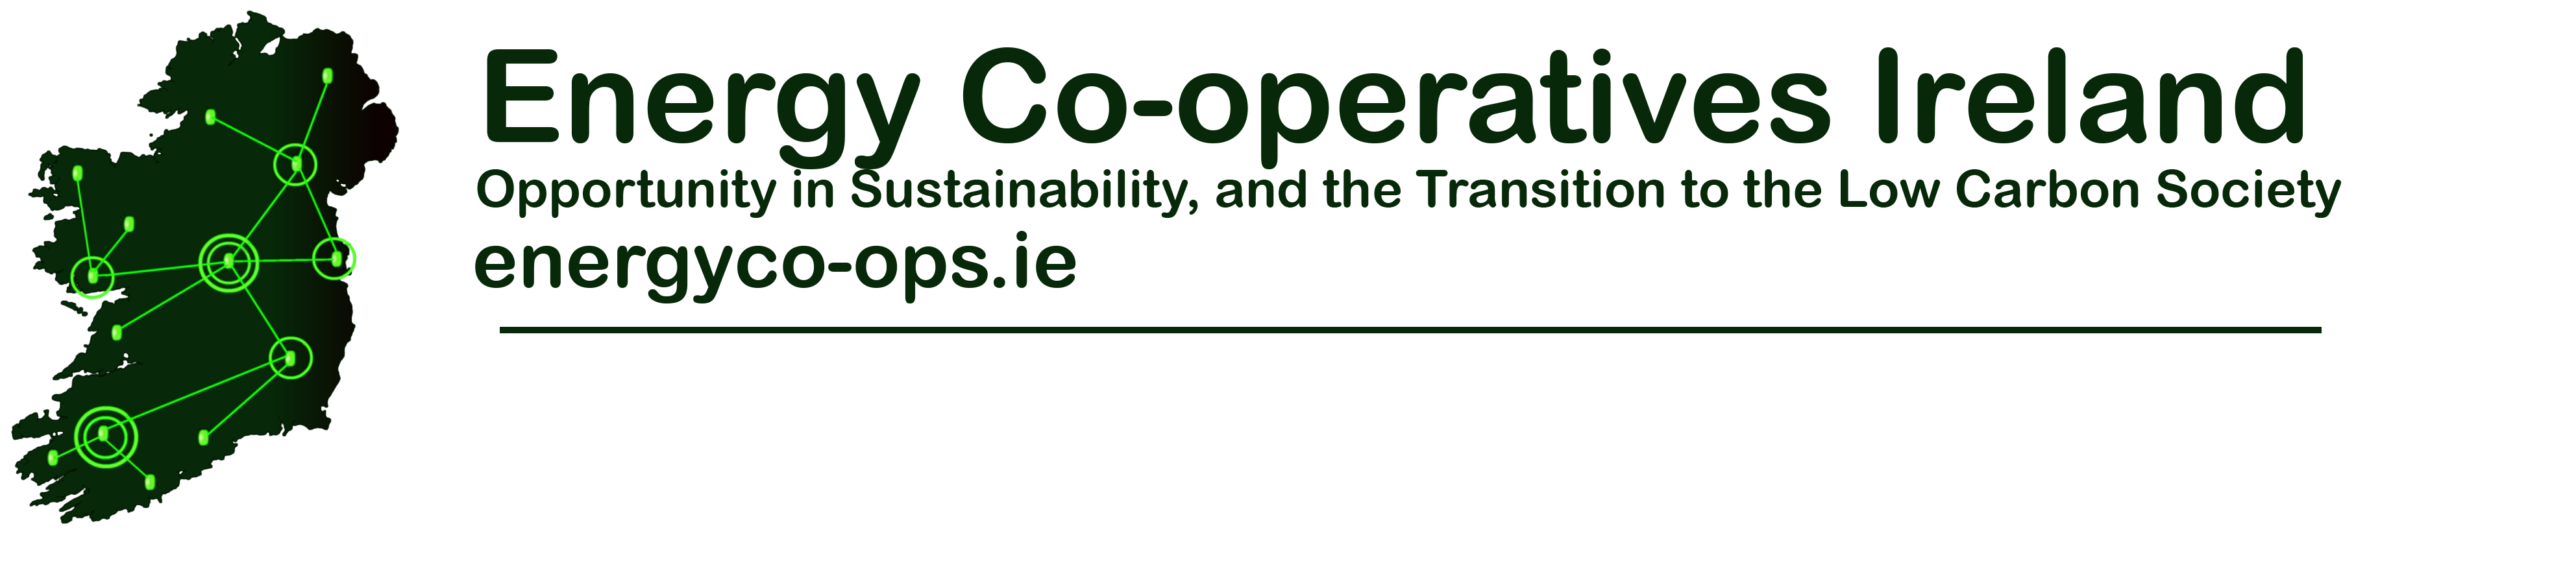 Energy Co-operatives Ireland
Opportunity in Sustainability, and the Transition to the Low Carbon Society
energyco-ops.ie